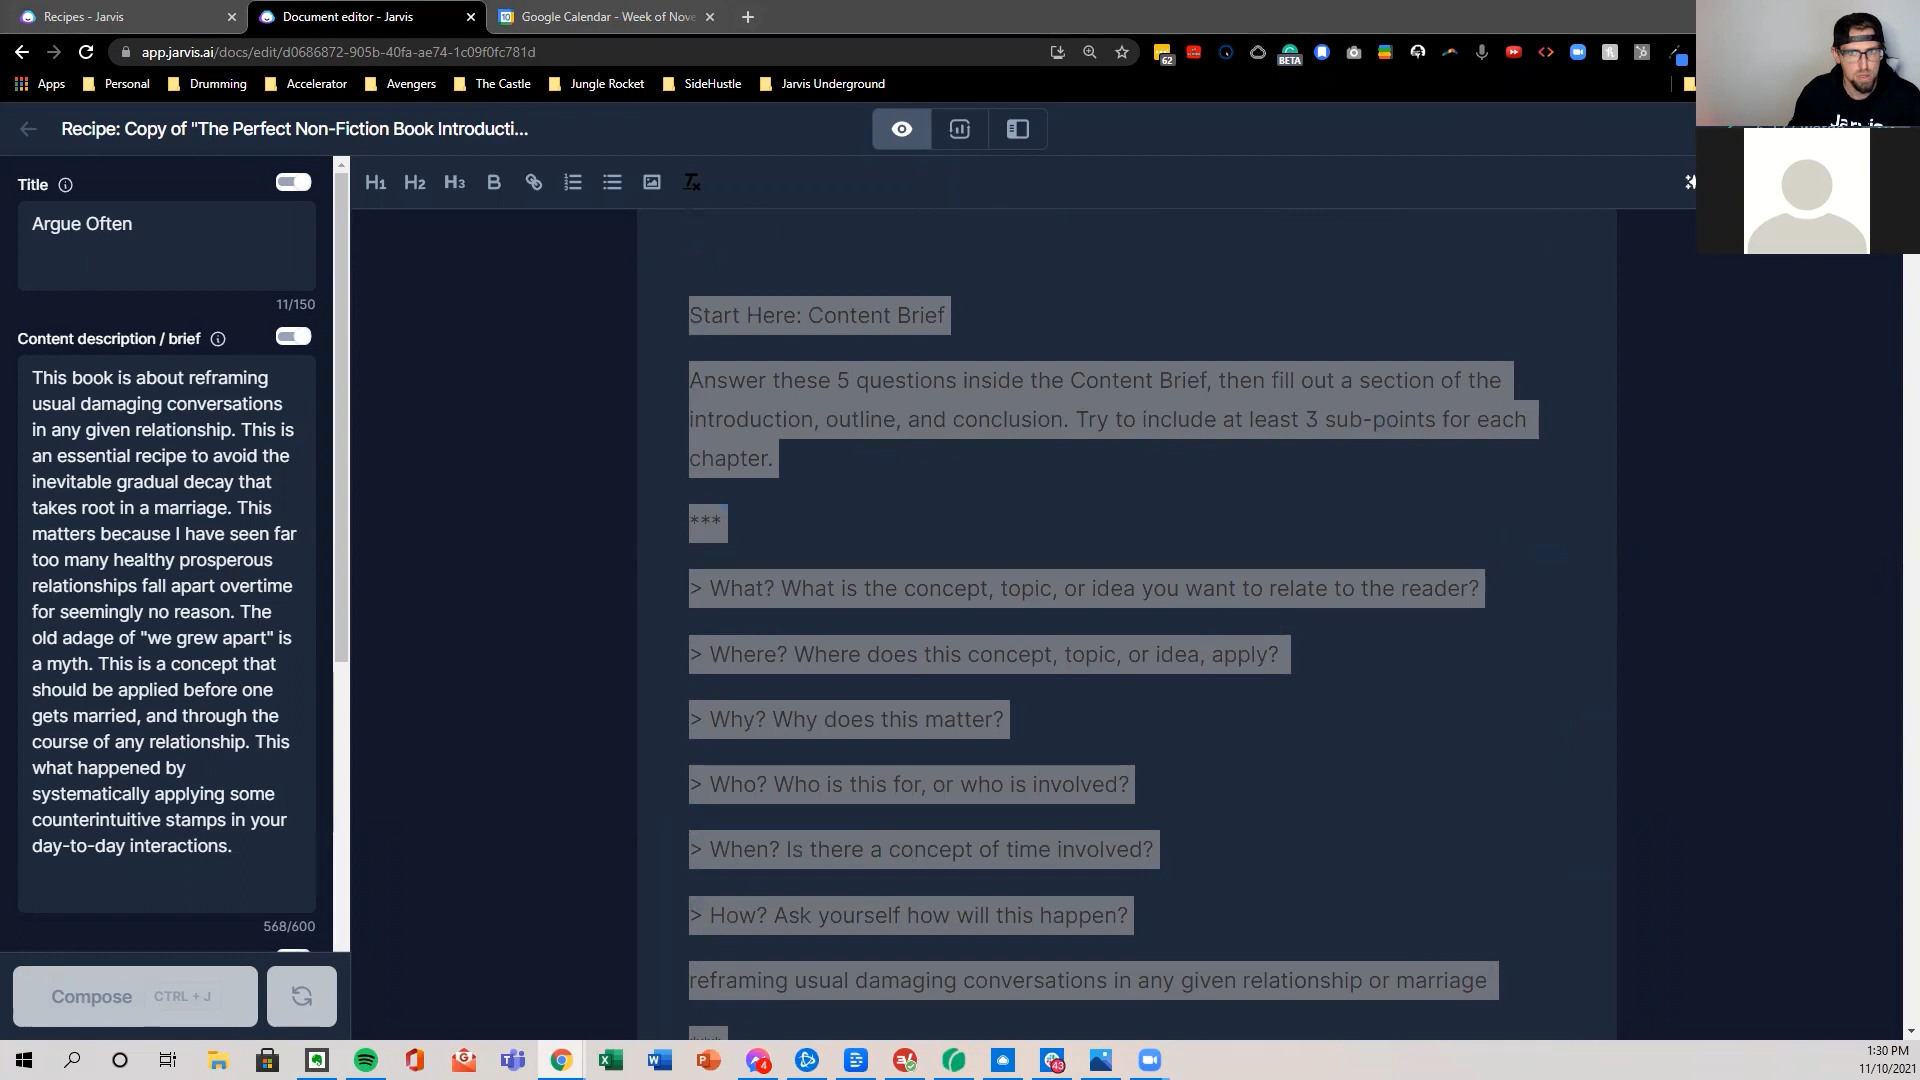 Recipes - Jarvis
Document editor - Jarvis
Google Calendar - Week of Nove
app.jarvis.ai/docs/edit/d0686872-905b-40fa-ae74-1c09f0fc781d
62
BETA
Apps
Personal
Drumming
Accelerator
Avengers
The Castle
Jungle Rocket
SideHustle
Jarvis Underground
Recipe: Copy of "The Perfect Non-Fiction Book Introducti...
H1 H2 H3 B
Title
Argue Often
11/150
Content description / brief
This book is about reframing
usual damaging conversations
in any given relationship. This is
an essential recipe to avoid the
inevitable gradual decay that
takes root in a marriage. This
matters because I have seen far
too many healthy prosperous
relationships fall apart overtime
for seemingly no reason. The
old adage of "we grew apart" is
a myth. This is a concept that
should be applied before one
gets married, and through the
course of any relationship. This
what happened by
systematically applying some
counterintuitive stamps in your
day-to-day interactions.
568/600
Compose CTRL + J
Start Here: Content Brief
Answer these 5 questions inside the Content Brief, then fill out a section of the
introduction, outline, and conclusion. Try to include at least 3 sub-points for each
chapter.
***
> What? What is the concept, topic, or idea you want to relate to the reader?
> Where? Where does this concept, topic, or idea, apply?
> Why? Why does this matter?
> Who? Who is this for, or who is involved?
> When? Is there a concept of time involved?
> How? Ask yourself how will this happen?
reframing usual damaging conversations in any given relationship or marriage
1:30 PM
11/10/2021